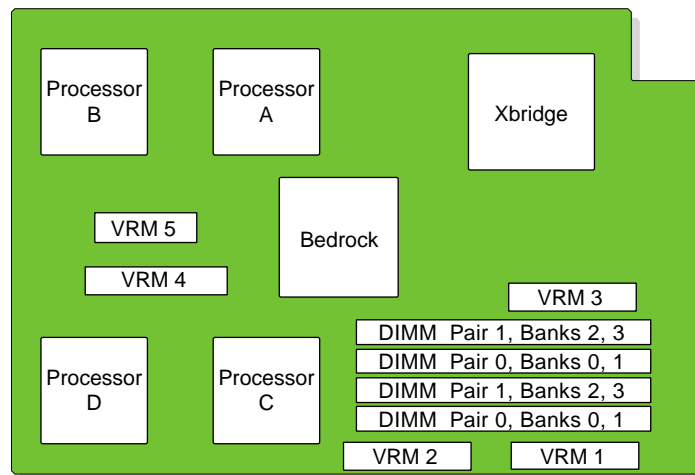 Processor
B
Processor
A
Xbridge
VRM 5
Bedrock
VRM 4
VRM 3
DIMM Pair 1, Banks 2, 3
DIMM Pair 0, Banks 0, 1
DIMM Pair 1, Banks 2, 3
DIMM Pair 0, Banks 0, 1
Processor
D
Processor
C
VRM 2
VRM 1